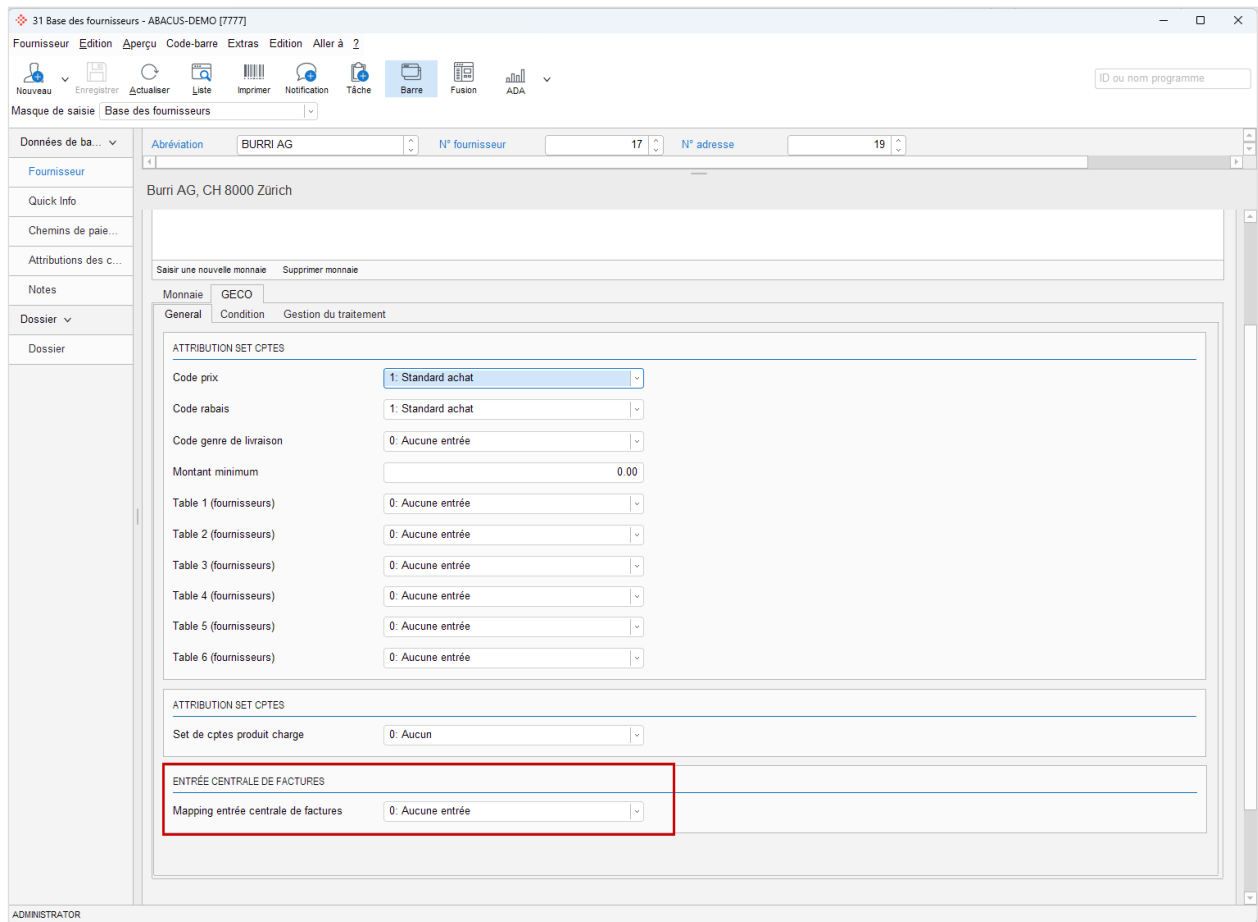 31 Base des fournisseurs - ABACUS-DEMO [7777]
Fournisseur Edition Aperçu Code-barre Extras Edition Aller à ?
Nouveau Enregistrer Actualiser Liste Imprimer Notification Tâche Barre Fusion ADA
ID ou nom programme
Masque de saisie Base des fournisseurs
Données de ba...
Fournisseur
Quick Info
Chemins de paie...
Attributions des c...
Notes
Dossier
Dossier
Abréviation BURRI AG N° fournisseur 17 N° adresse 19
Burri AG, CH 8000 Zürich
Saisir une nouvelle monnaie Supprimer monnaie
Monnaie GECO
General Condition Gestion du traitement
ATTRIBUTION SET CPTES
Code prix 1: Standard achat
Code rabais 1: Standard achat
Code genre de livraison 0: Aucune entrée
Montant minimum 0.00
Table 1 (fournisseurs) 0: Aucune entrée
Table 2 (fournisseurs) 0: Aucune entrée
Table 3 (fournisseurs) 0: Aucune entrée
Table 4 (fournisseurs) 0: Aucune entrée
Table 5 (fournisseurs) 0: Aucune entrée
Table 6 (fournisseurs) 0: Aucune entrée
ATTRIBUTION SET CPTES
Set de cptes produit charge 0: Aucun
ENTRÉE CENTRALE DE FACTURES
Mapping entrée centrale de factures 0: Aucune entrée
ADMINISTRATOR